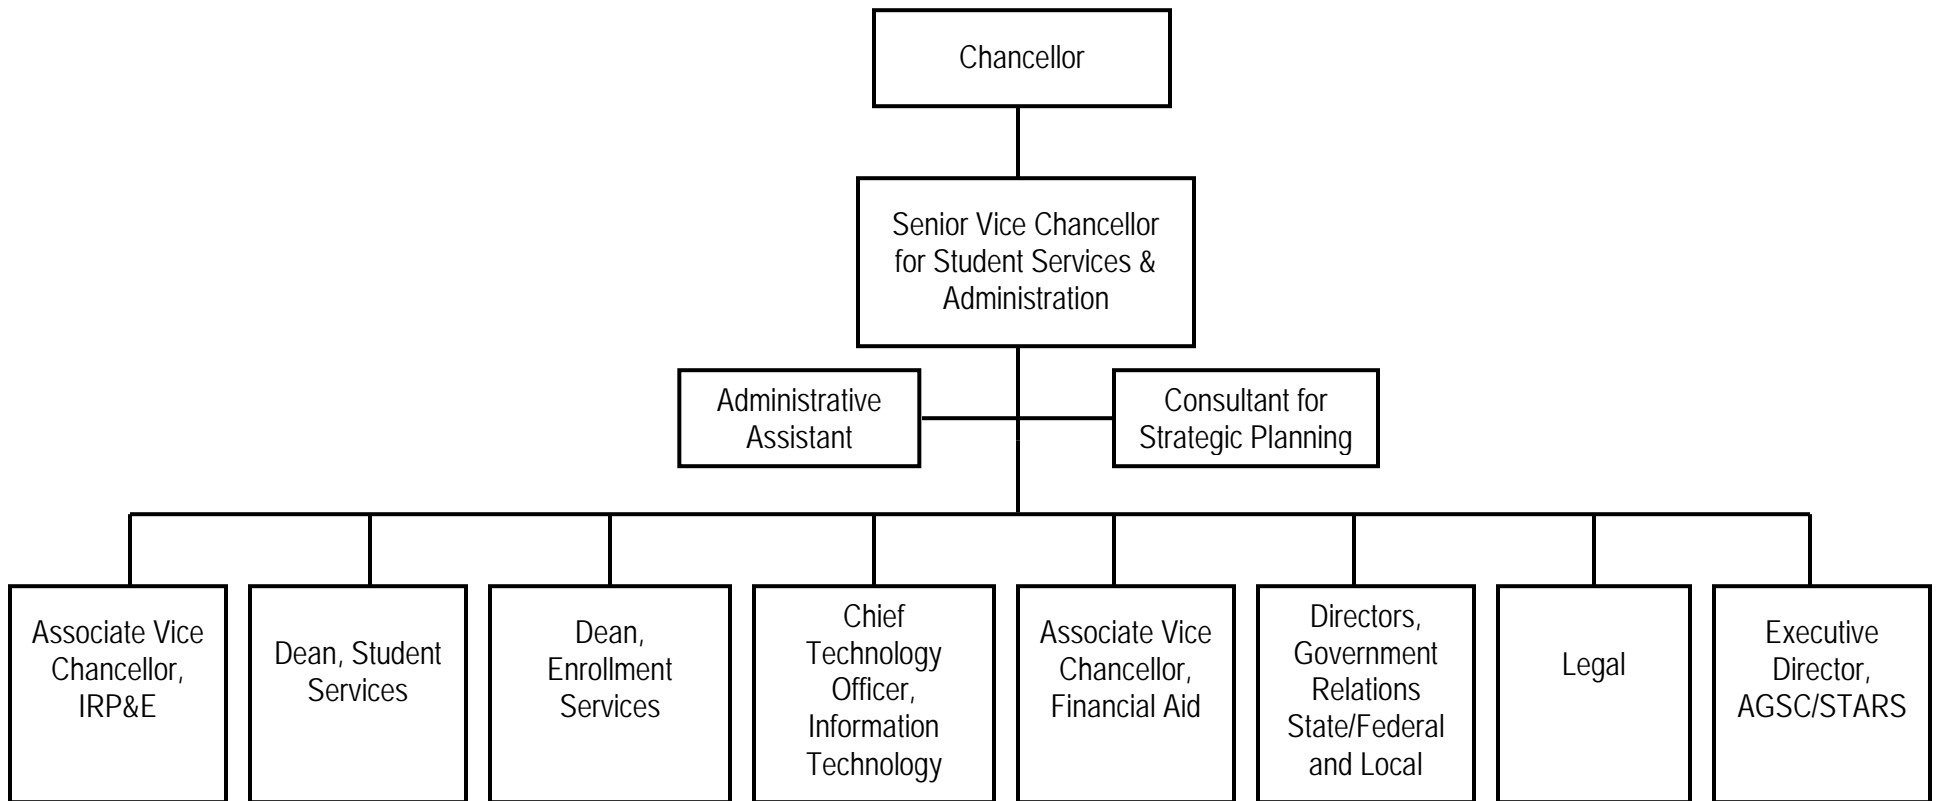 Chancellor
Senior Vice Chancellor
for Student Services &
Administration
Administrative
Assistant
Consultant for
Strategic Planning
Associate Vice
Chancellor,
IRP&E
Dean, Student
Services
Dean,
Enrollment
Services
Chief
Technology
Officer,
Information
Technology
Associate Vice
Chancellor,
Financial Aid
Directors,
Government
Relations
State/Federal
and Local
Legal
Executive
Director,
AGSC/STARS